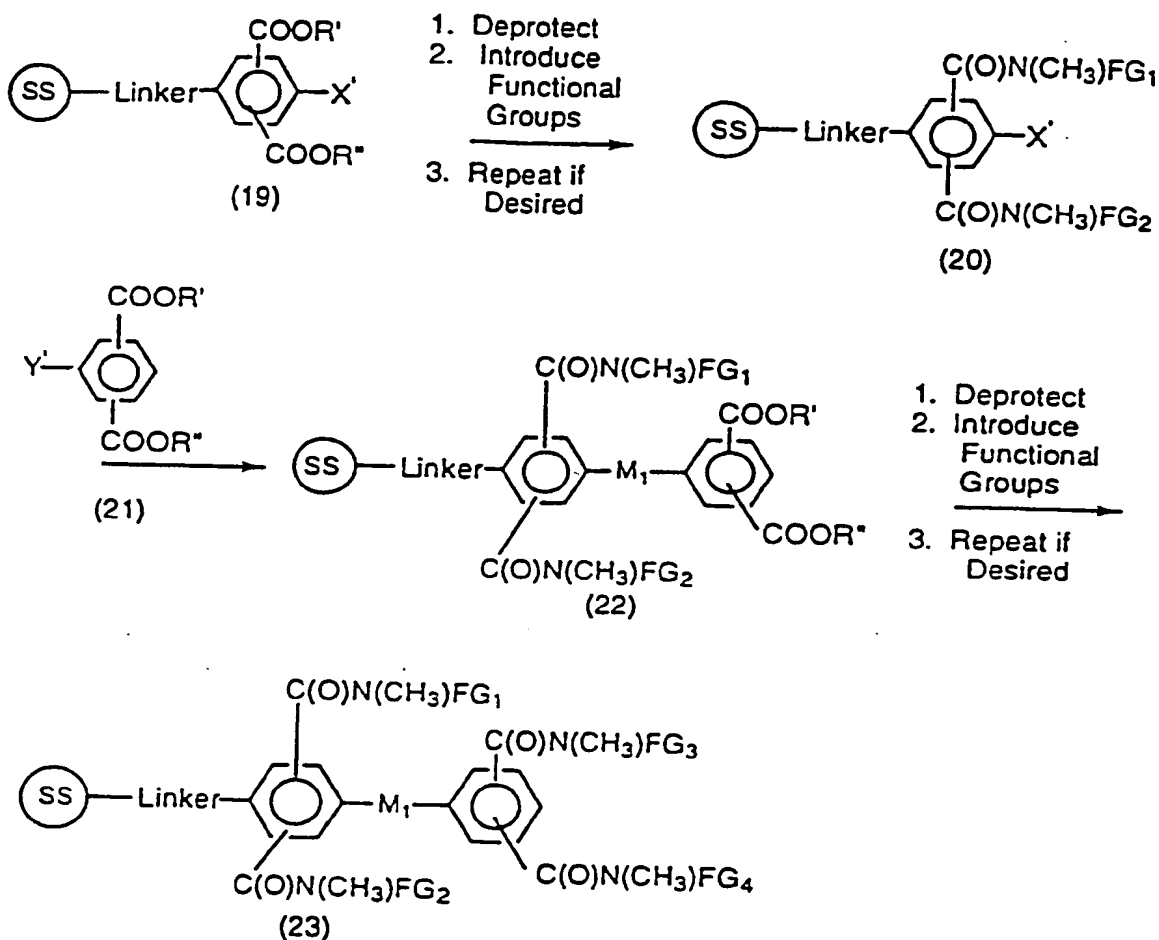 COOR'
SS Linker X'
COOR"
(19)
1. Deprotect
2. Introduce
Functional
Groups
3. Repeat if
Desired
C(O)N(CH₃)FG₁
SS Linker X'
C(O)N(CH₃)FG₂
(20)
COOR'
Y'
COOR"
(21)
C(O)N(CH₃)FG₁
COOR'
SS Linker M₁
COOR"
C(O)N(CH₃)FG₂
(22)
1. Deprotect
2. Introduce
Functional
Groups
3. Repeat if
Desired
C(O)N(CH₃)FG₁
C(O)N(CH₃)FG₃
SS Linker M₁
C(O)N(CH₃)FG₂
C(O)N(CH₃)FG₄
(23)